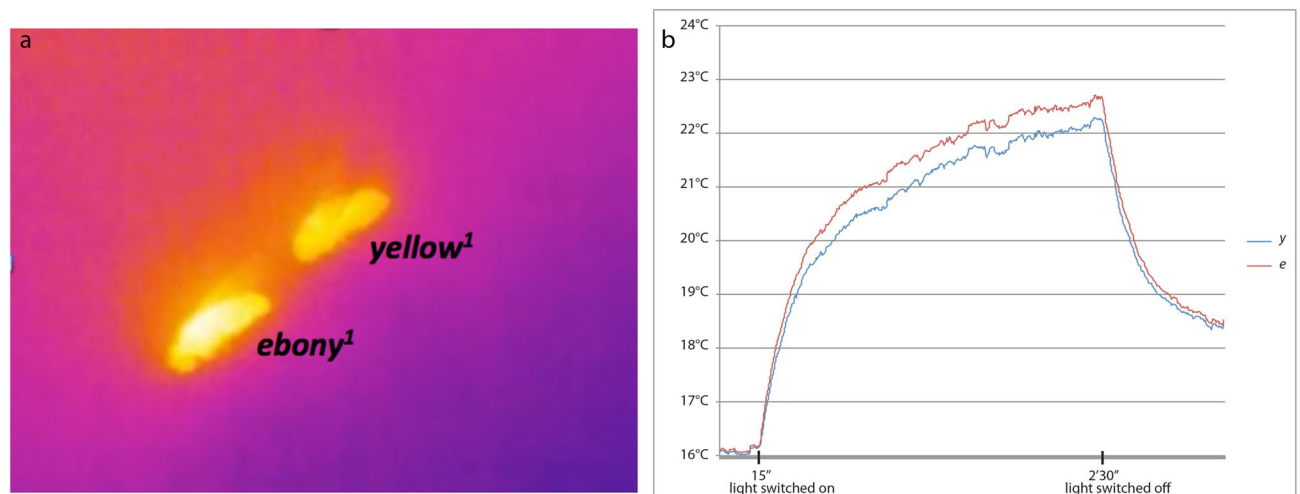 a
yellow1
ebony1
b
24°C
23°C
22°C
21°C
20°C
19°C
18°C
17°C
16°C
15”
light switched on
2’30”
light switched off
y
e